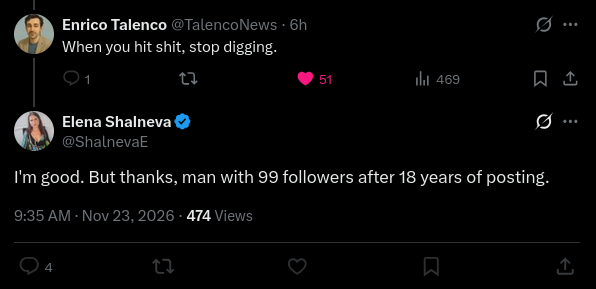 Enrico Talenco @TalencoNews · 6h
When you hit shit, stop digging.
1 51 469
Elena Shalneva
@ShalnevaE
I'm good. But thanks, man with 99 followers after 18 years of posting.
9:35 AM · Nov 23, 2026 · 474 Views
4